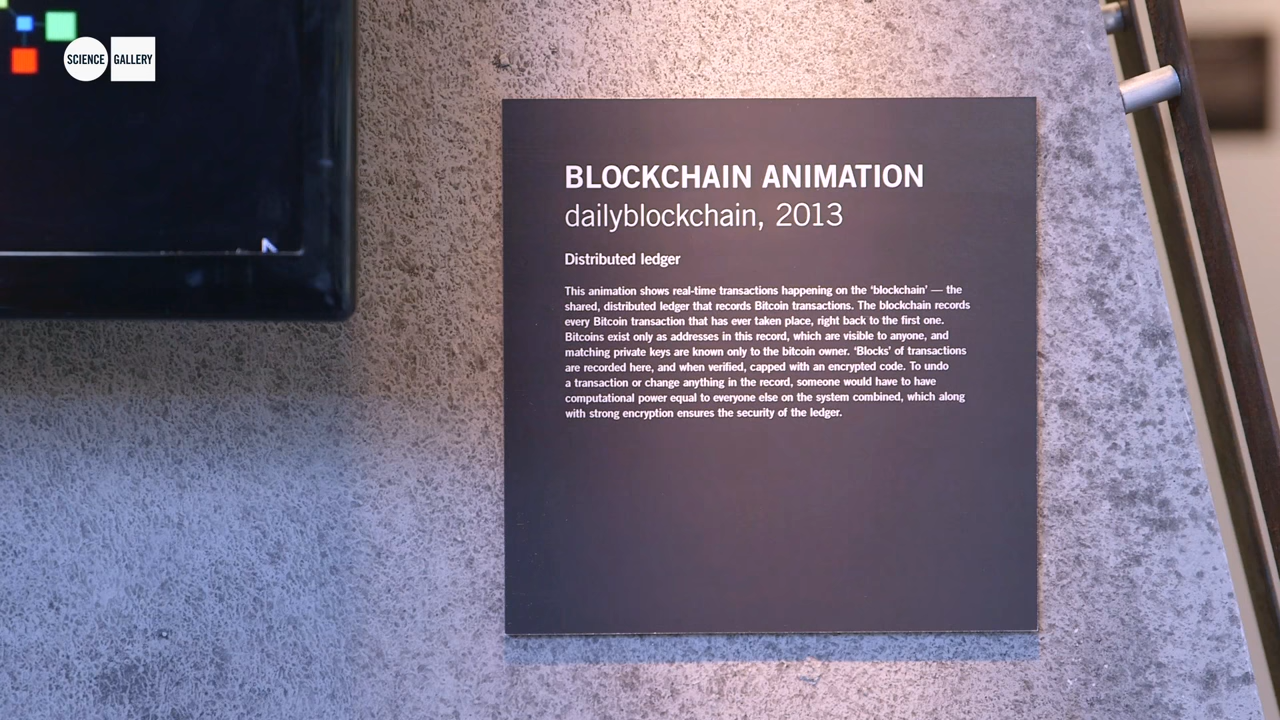 SCIENCE GALLERY
BLOCKCHAIN ANIMATION
dailyblockchain, 2013
Distributed ledger
This animation shows real-time transactions happening on the ‘blockchain’ — the
shared, distributed ledger that records Bitcoin transactions. The blockchain records
every Bitcoin transaction that has ever taken place, right back to the first one.
Bitcoins exist only as addresses in this record, which are visible to anyone, and
matching private keys are known only to the bitcoin owner. ‘Blocks’ of transactions
are recorded here, and when verified, capped with an encrypted code. To undo
a transaction or change anything in the record, someone would have to have
computational power equal to everyone else on the system combined, which along
with strong encryption ensures the security of the ledger.